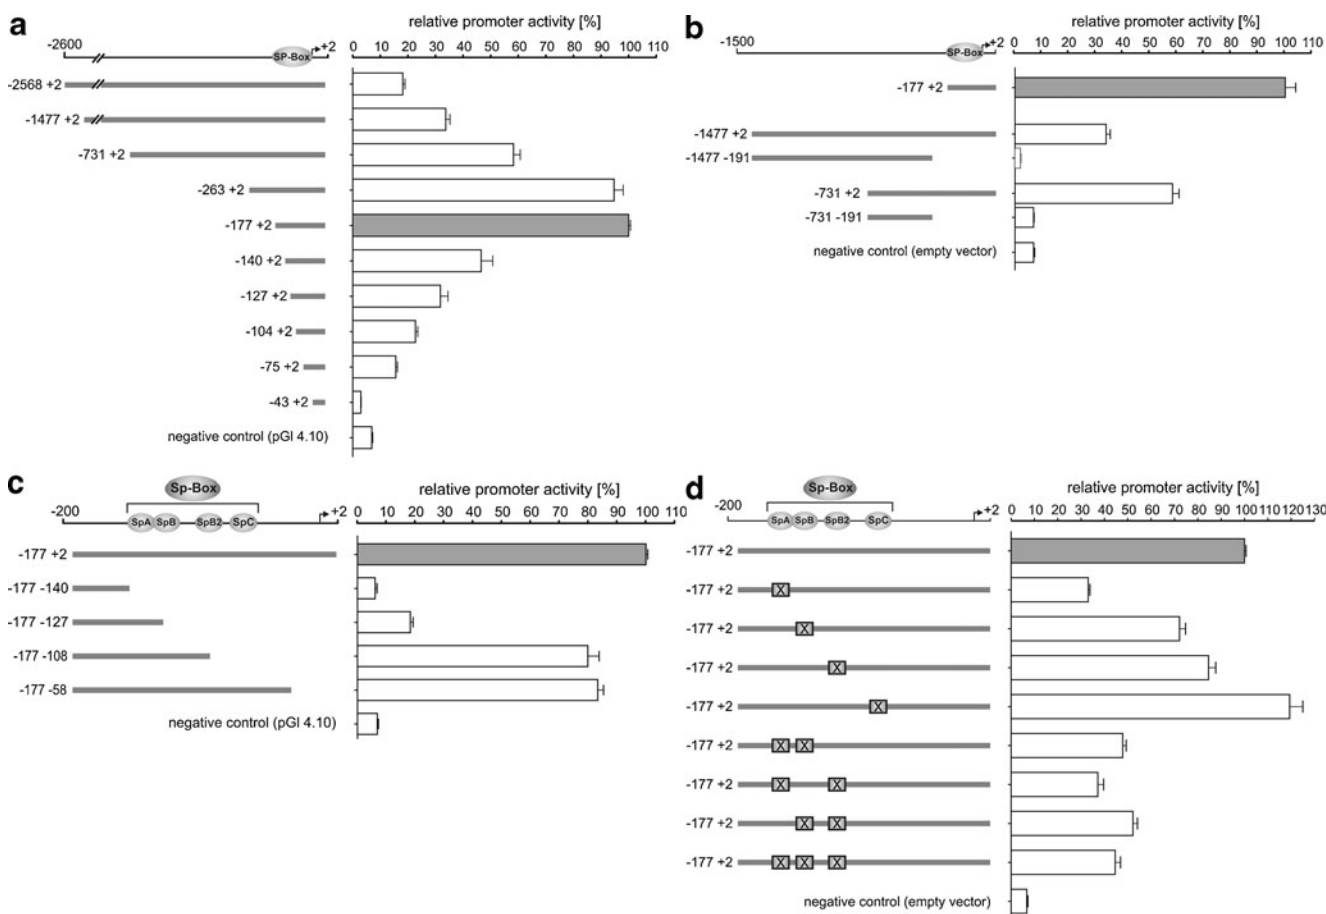 a
relative promoter activity [%]
-2600
SP-Box
+2
0 10 20 30 40 50 60 70 80 90 100 110
-2568 +2
-1477 +2
-731 +2
-263 +2
-177 +2
-140 +2
-127 +2
-104 +2
-75 +2
-43 +2
negative control (pGl 4.10)
b
relative promoter activity [%]
-1500
SP-Box
+2
0 10 20 30 40 50 60 70 80 90 100 110
-177 +2
-1477 +2
-1477 -191
-731 +2
-731 -191
negative control (empty vector)
c
Sp-Box
relative promoter activity [%]
-200
SpA SpB SpB2 SpC
+2
0 10 20 30 40 50 60 70 80 90 100 110
-177 +2
-177 -140
-177 -127
-177 -108
-177 -58
negative control (pGl 4.10)
d
Sp-Box
relative promoter activity [%]
-200
SpA SpB SpB2 SpC
+2
0 10 20 30 40 50 60 70 80 90 100 110 120 130
-177 +2
-177 +2 X
-177 +2 X
-177 +2 X
-177 +2 X
-177 +2 X X
-177 +2 X X
-177 +2 X X
-177 +2 X X X
negative control (empty vector)